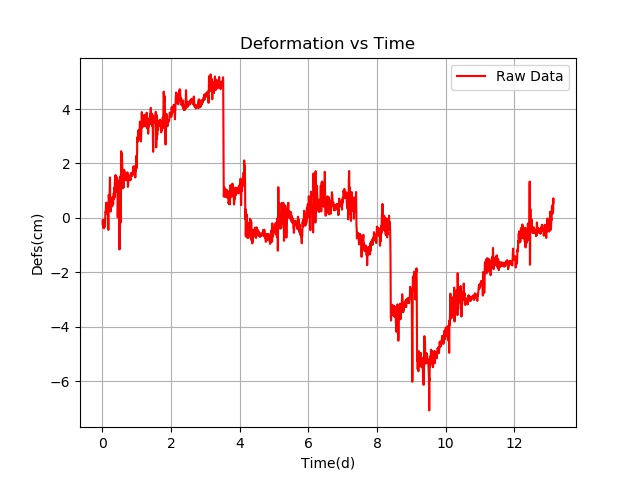 Deformation vs Time
Raw Data
Defs(cm)
4
2
0
−2
−4
−6
0 2 4 6 8 10 12
Time(d)